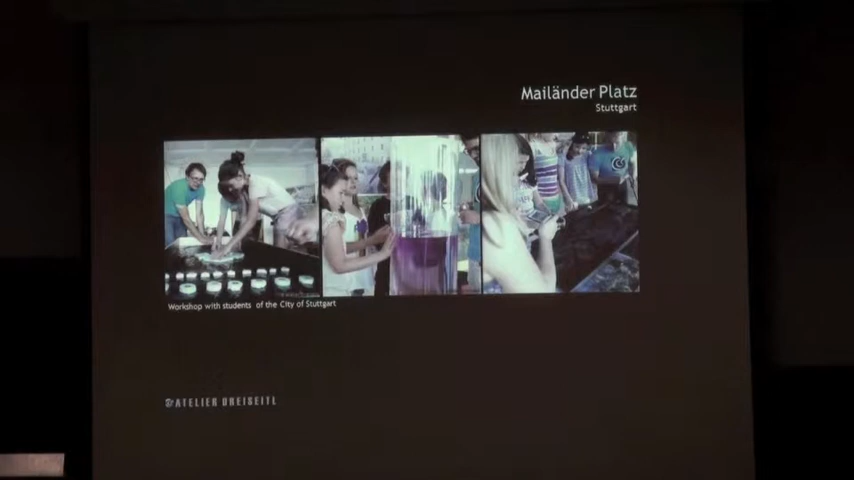 Mailänder Platz
Stuttgart
Workshop with students of the City of Stuttgart
ATELIER DREISEITL